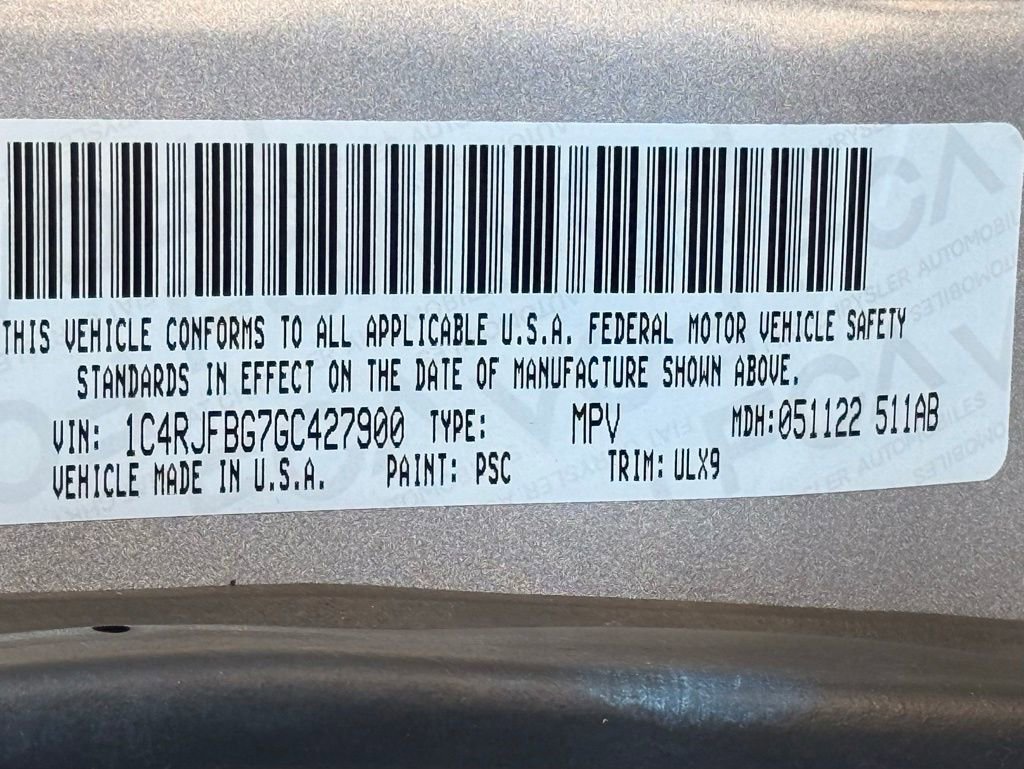 THIS VEHICLE CONFORMS TO ALL APPLICABLE U.S.A. FEDERAL MOTOR VEHICLE SAFETY
STANDARDS IN EFFECT ON THE DATE OF MANUFACTURE SHOWN ABOVE.
VIN: 1C4RJFBG7GC427900 TYPE: MPV MDH:051122 511AB
VEHICLE MADE IN U.S.A. PAINT: PSC TRIM: ULX9